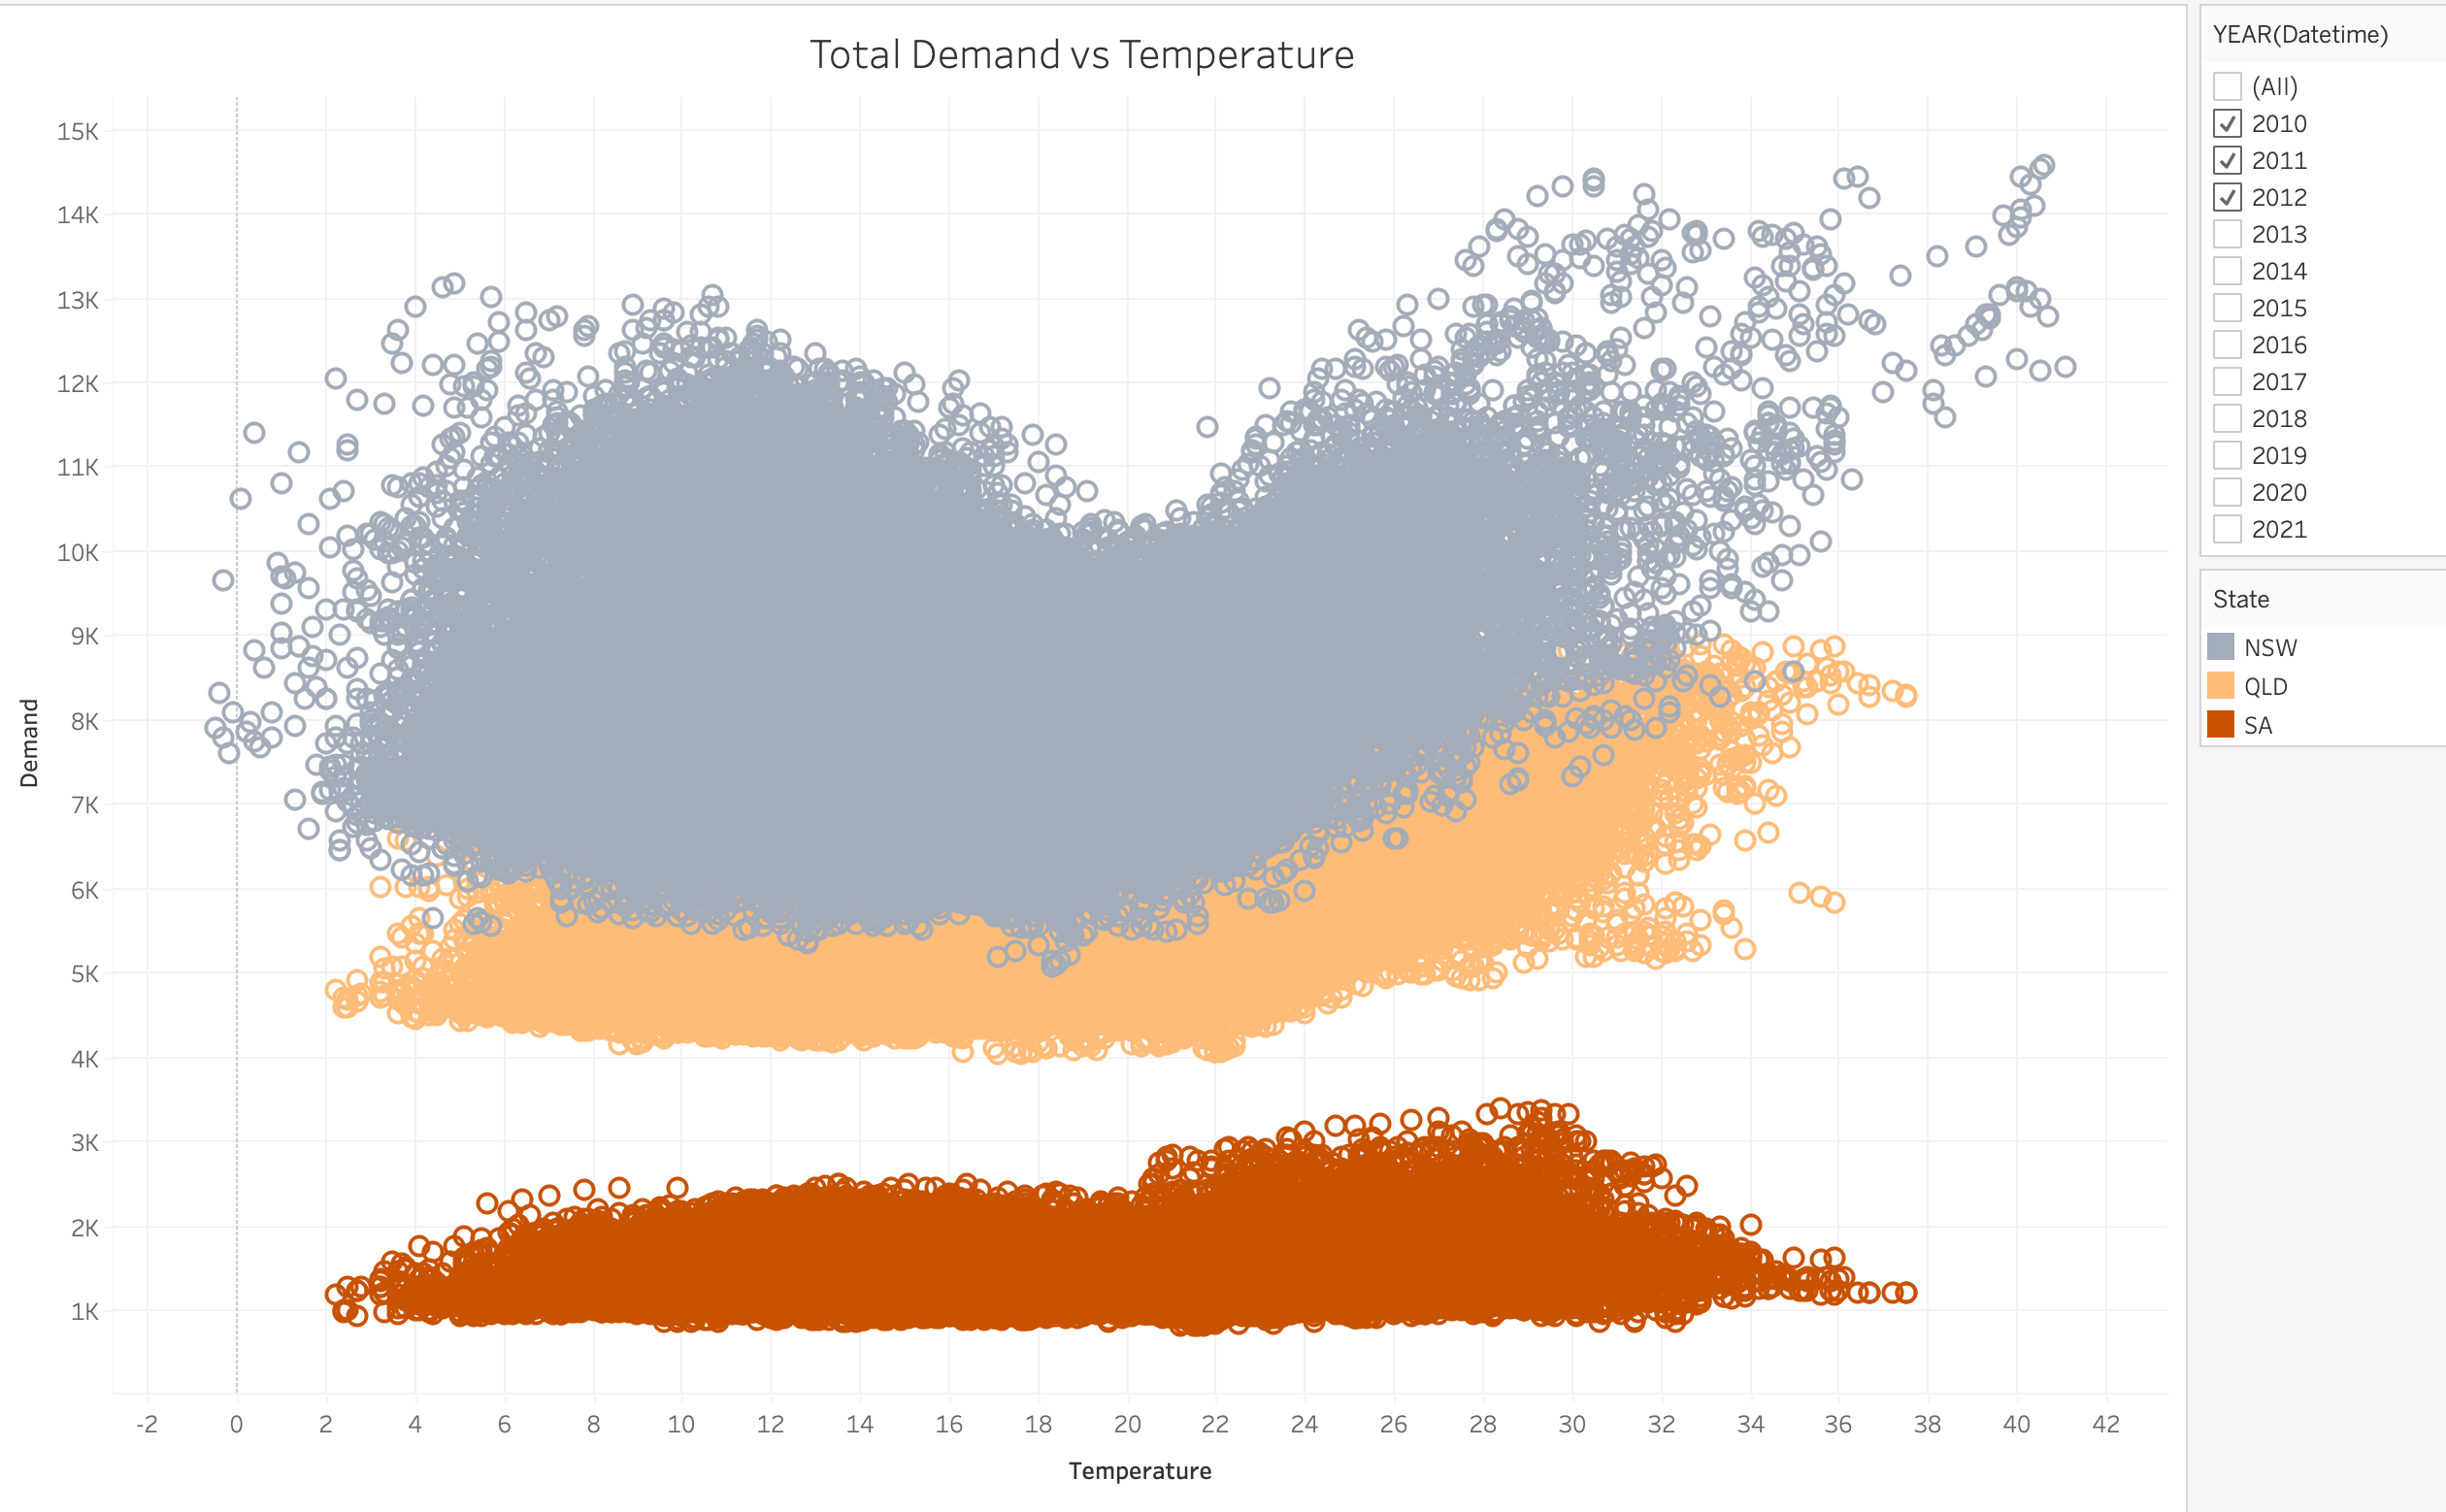 Total Demand vs Temperature
15K
14K
13K
12K
11K
10K
9K
8K
7K
6K
5K
4K
3K
2K
1K
Demand
-2 0 2 4 6 8 10 12 14 16 18 20 22 24 26 28 30 32 34 36 38 40 42
Temperature
YEAR(Datetime)
(All)
2010
2011
2012
2013
2014
2015
2016
2017
2018
2019
2020
2021
State
NSW
QLD
SA